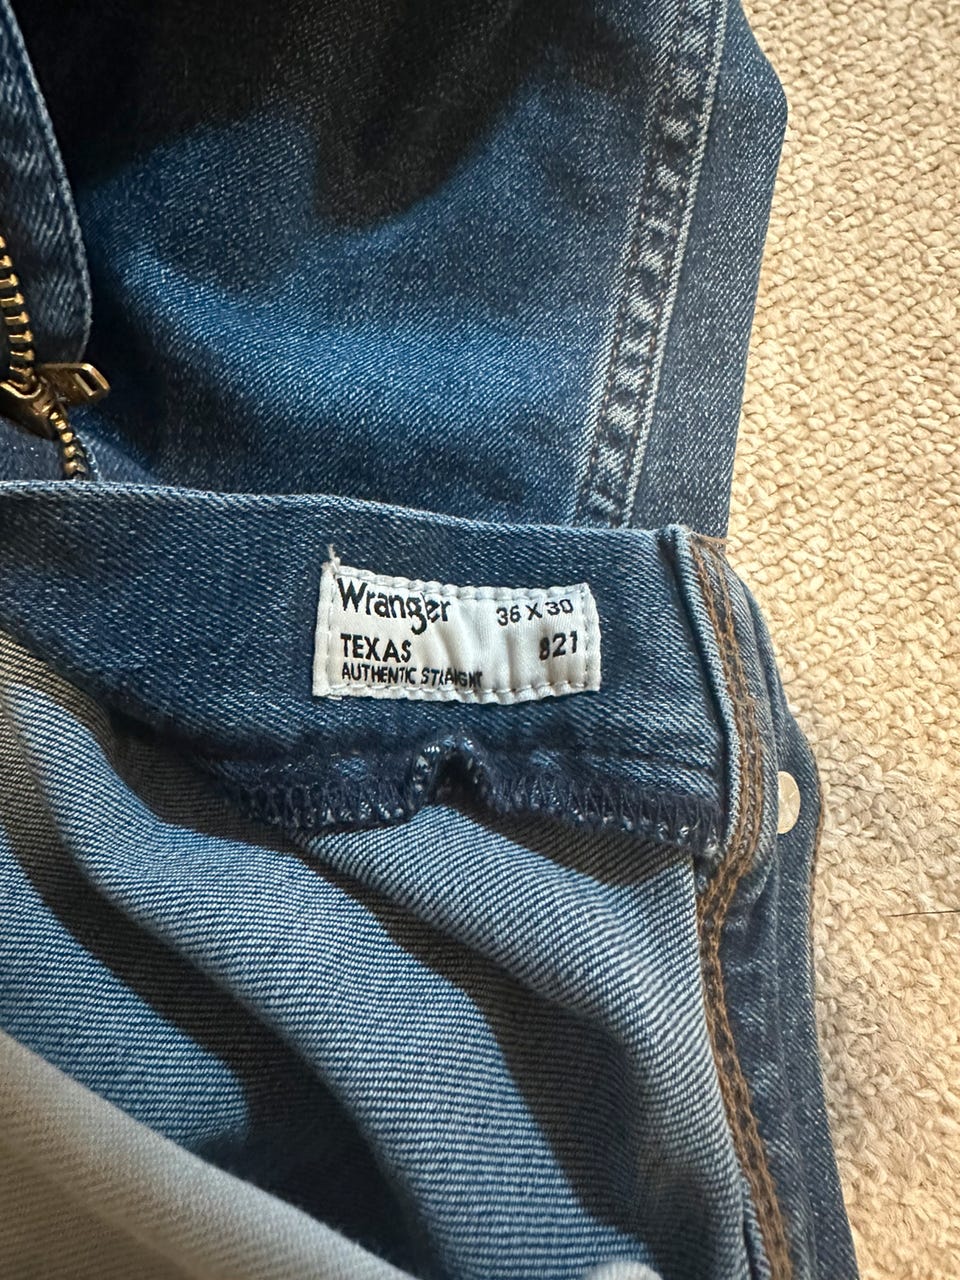 Wrangler 36 X 30
TEXAS 821
AUTHENTIC STRAIGHT